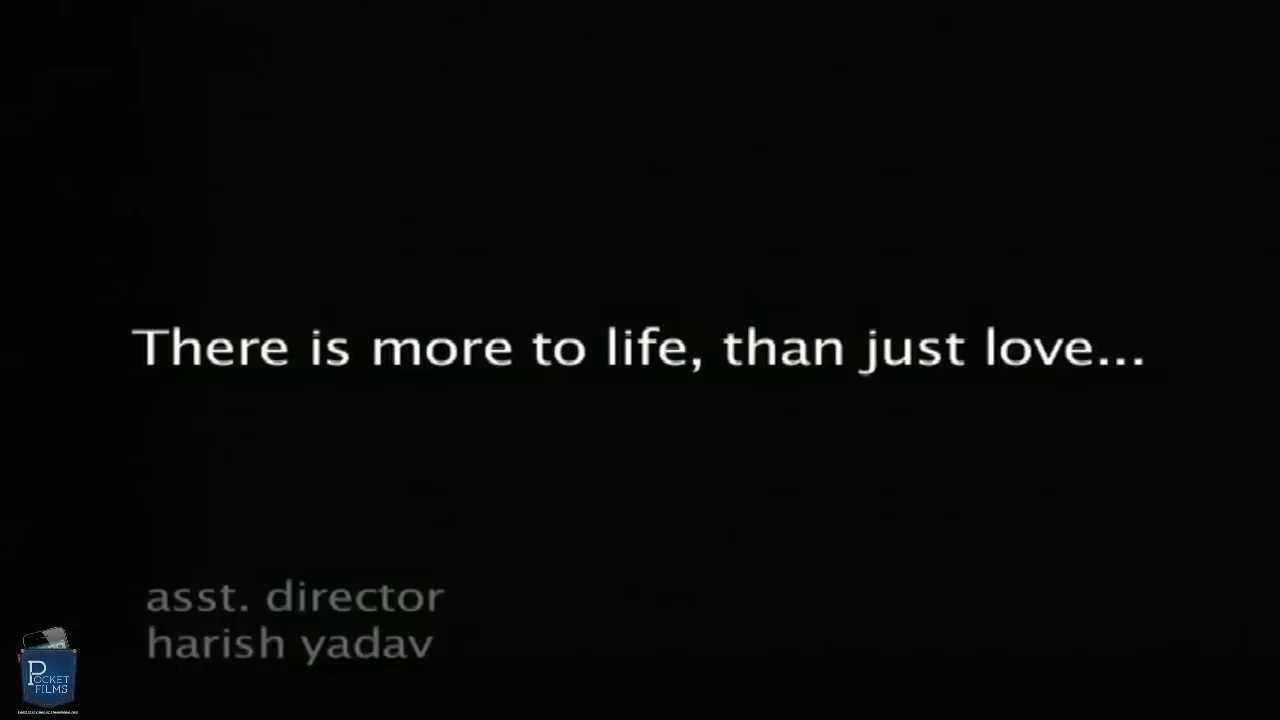 There is more to life, than just love...
asst. director
harish yadav
POCKET
FILMS